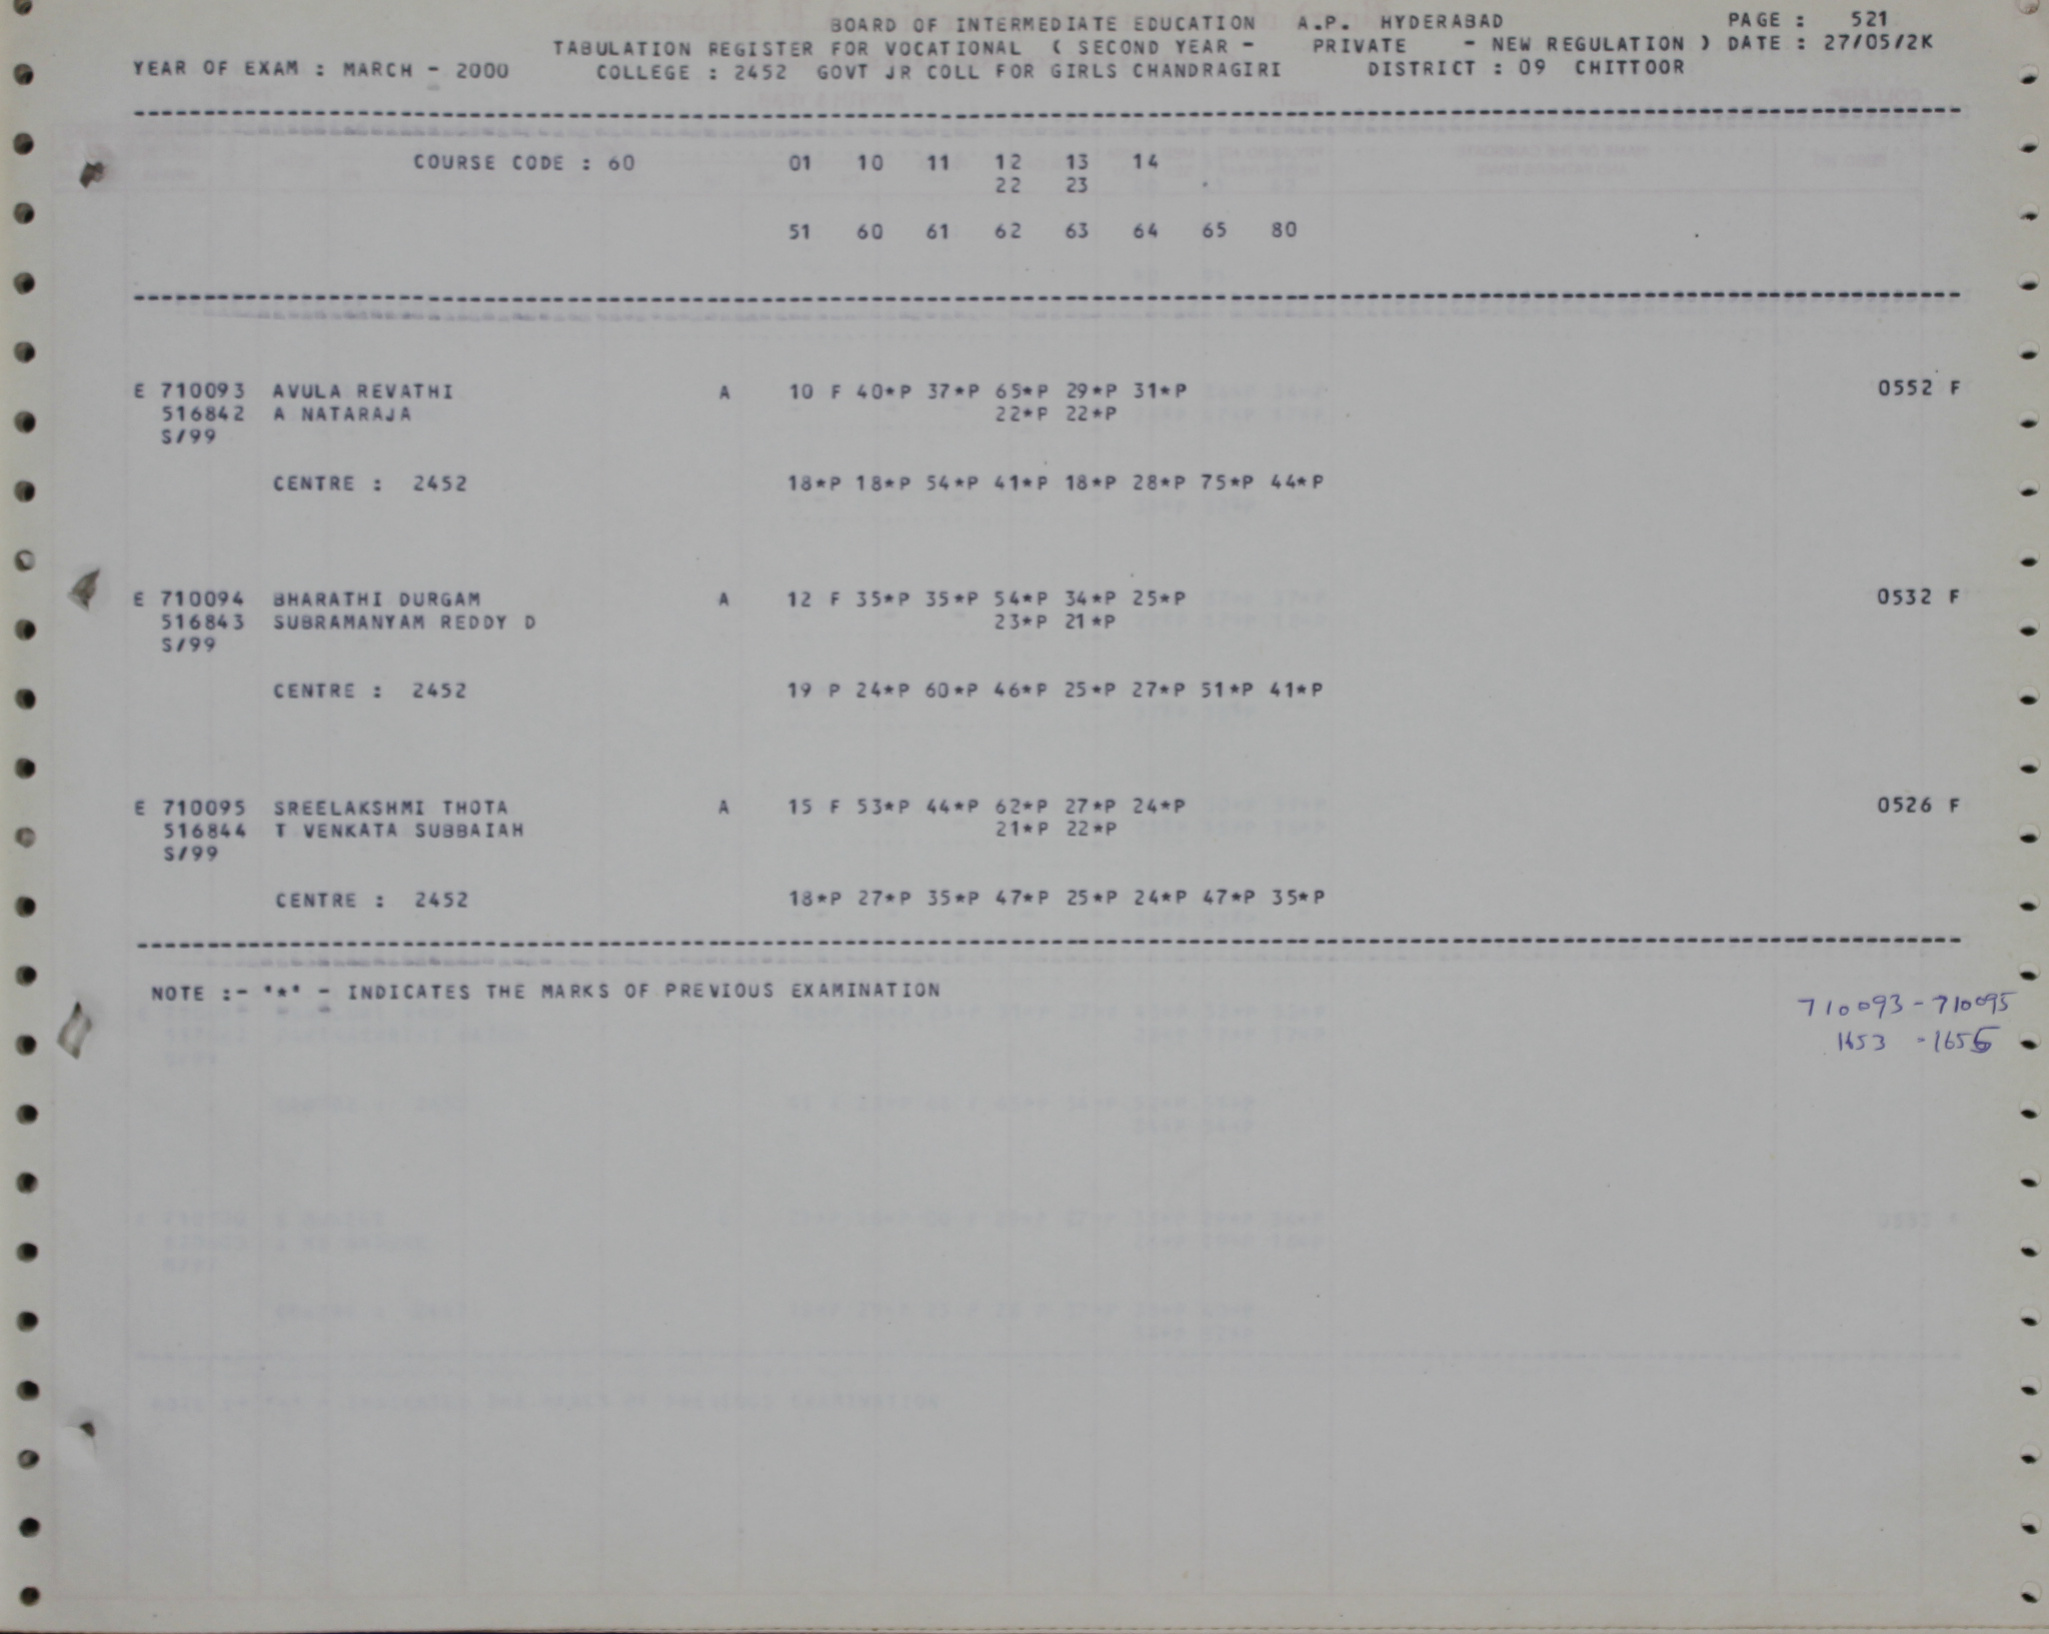 BOARD OF INTERMEDIATE EDUCATION A.P. HYDERABAD PAGE : 521
TABULATION REGISTER FOR VOCATIONAL ( SECOND YEAR - PRIVATE - NEW REGULATION ) DATE : 27/05/2K
YEAR OF EXAM : MARCH - 2000 COLLEGE : 2452 GOVT JR COLL FOR GIRLS CHANDRAGIRI DISTRICT : 09 CHITTOOR
COURSE CODE : 60 01 10 11 12 13 14
22 23
51 60 61 62 63 64 65 80
E 710093 AVULA REVATHI A 10 F 40*P 37*P 65*P 29*P 31*P 0552 F
516842 A NATARAJA 22*P 22*P
S/99
CENTRE : 2452 18*P 18*P 54*P 41*P 18*P 28*P 75*P 44*P
E 710094 BHARATHI DURGAM A 12 F 35*P 35*P 54*P 34*P 25*P 0532 F
516843 SUBRAMANYAM REDDY D 23*P 21*P
S/99
CENTRE : 2452 19 P 24*P 60*P 46*P 25*P 27*P 51*P 41*P
E 710095 SREELAKSHMI THOTA A 15 F 53*P 44*P 62*P 27*P 24*P 0526 F
516844 T VENKATA SUBBAIAH 21*P 22*P
S/99
CENTRE : 2452 18*P 27*P 35*P 47*P 25*P 24*P 47*P 35*P
NOTE :- '*' - INDICATES THE MARKS OF PREVIOUS EXAMINATION
710093 - 710095
1653 -